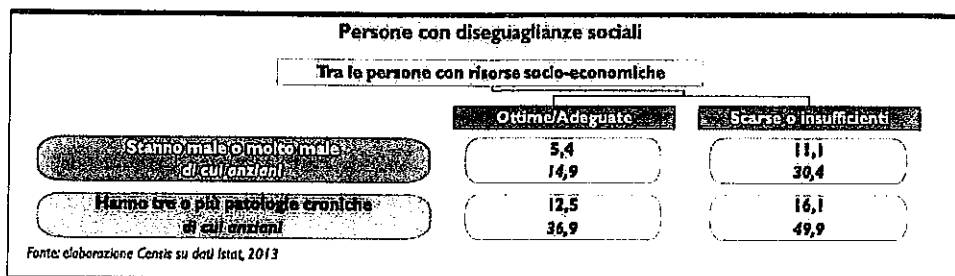 Persone con diseguaglianze sociali
Tra le persone con risorse socio-economiche
Ottime/Adeguate Scarse o insufficienti
Stanno male o molto male 5,4 11,1
di cui anziani 14,9 30,4
Hanno tre o più patologie croniche 12,5 16,1
di cui anziani 36,9 49,9
Fonte: elaborazione Censis su dati Istat, 2013